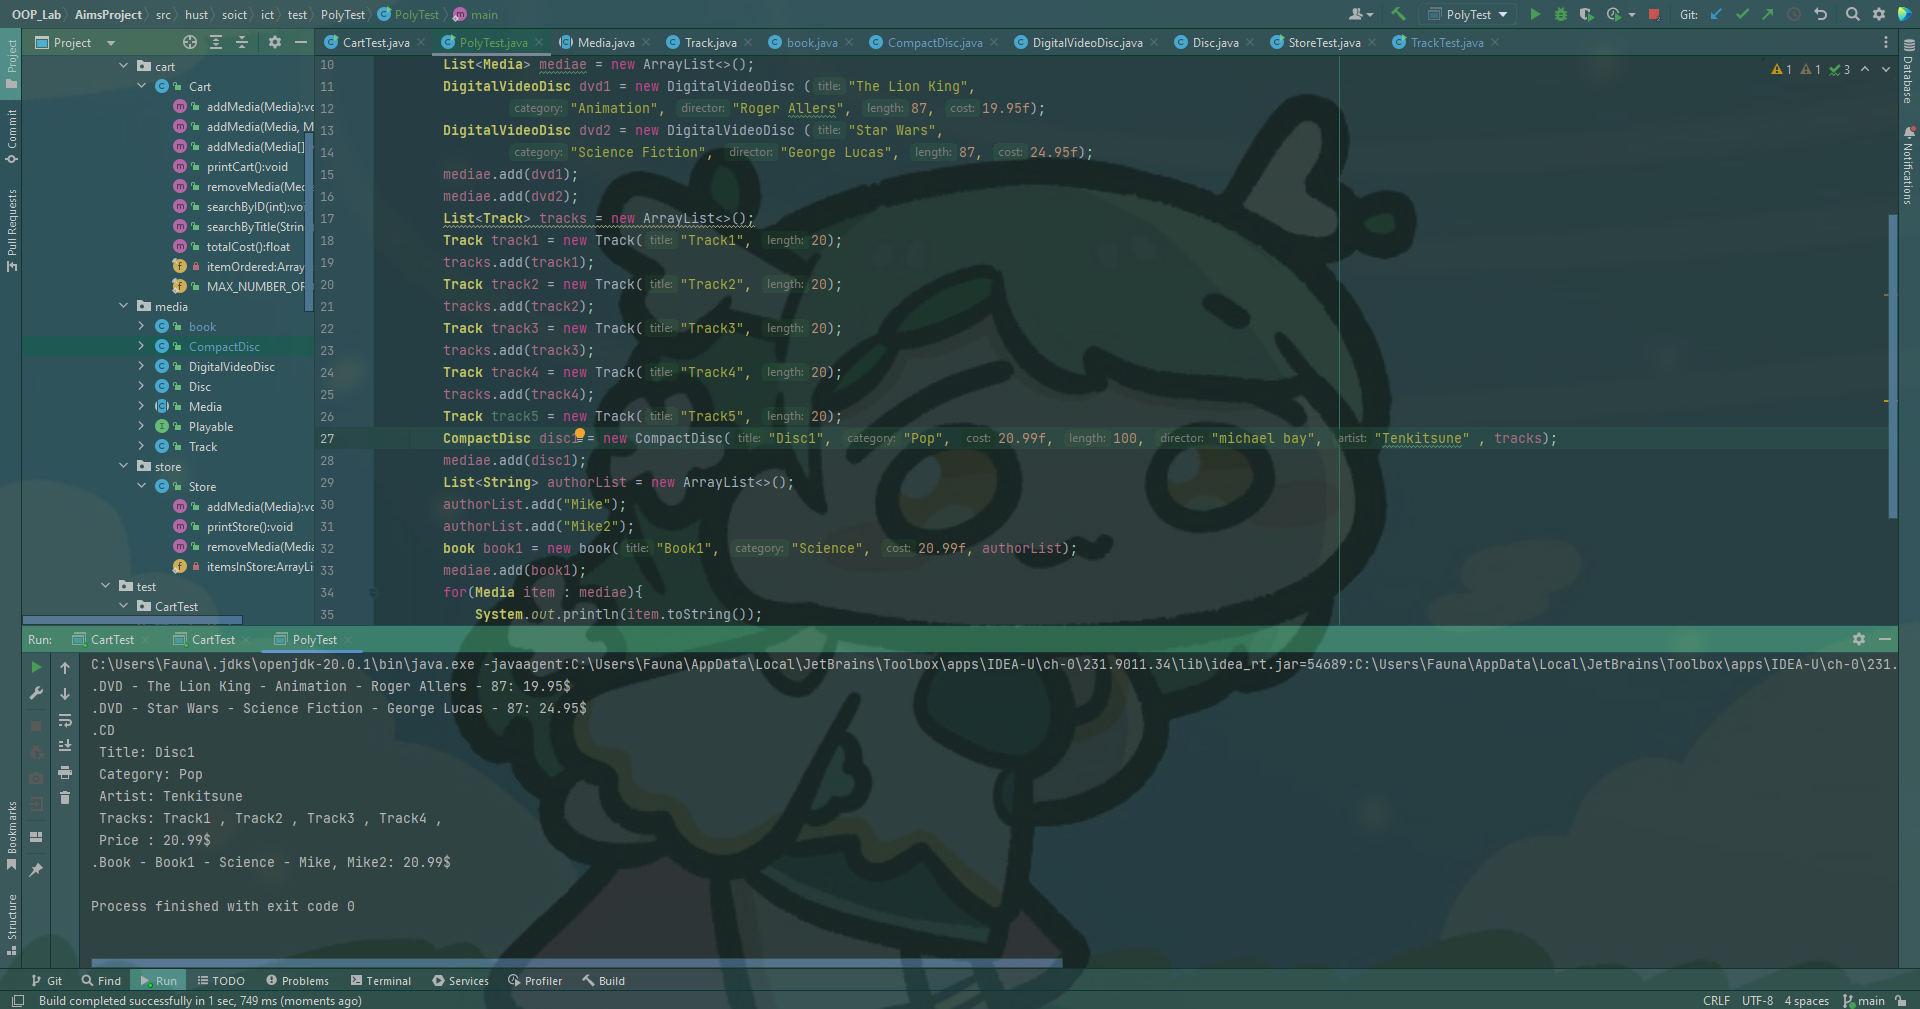 OOP_Lab AimsProject src hust soict ict test PolyTest PolyTest main PolyTest Git:
Project CartTest.java PolyTest.java Media.java Track.java book.java CompactDisc.java DigitalVideoDisc.java Disc.java StoreTest.java TrackTest.java
Project
Commit
Pull Requests
Bookmarks
Structure
cart
Cart
addMedia(Media):vo
addMedia(Media, M
addMedia(Media[]
printCart():void
removeMedia(Med
searchByID(int):voi
searchByTitle(Strin
totalCost():float
itemOrdered:Array
MAX_NUMBER_OR
media
book
CompactDisc
DigitalVideoDisc
Disc
Media
Playable
Track
store
Store
addMedia(Media):vo
printStore():void
removeMedia(Media
itemsInStore:ArrayLi
test
CartTest
1 1 3
10 List<Media> mediae = new ArrayList<>();
11 DigitalVideoDisc dvd1 = new DigitalVideoDisc ( title: "The Lion King",
12 category: "Animation", director: "Roger Allers", length: 87, cost: 19.95f);
13 DigitalVideoDisc dvd2 = new DigitalVideoDisc ( title: "Star Wars",
14 category: "Science Fiction", director: "George Lucas", length: 87, cost: 24.95f);
15 mediae.add(dvd1);
16 mediae.add(dvd2);
17 List<Track> tracks = new ArrayList<>();
18 Track track1 = new Track( title: "Track1", length: 20);
19 tracks.add(track1);
20 Track track2 = new Track( title: "Track2", length: 20);
21 tracks.add(track2);
22 Track track3 = new Track( title: "Track3", length: 20);
23 tracks.add(track3);
24 Track track4 = new Track( title: "Track4", length: 20);
25 tracks.add(track4);
26 Track track5 = new Track( title: "Track5", length: 20);
27 CompactDisc disc1 = new CompactDisc( title: "Disc1", category: "Pop", cost: 20.99f, length: 100, director: "michael bay", artist: "Tenkitsune" , tracks);
28 mediae.add(disc1);
29 List<String> authorList = new ArrayList<>();
30 authorList.add("Mike");
31 authorList.add("Mike2");
32 book book1 = new book( title: "Book1", category: "Science", cost: 20.99f, authorList);
33 mediae.add(book1);
34 for(Media item : mediae){
35 System.out.println(item.toString());
Database
Notifications
Run: CartTest CartTest PolyTest
C:\Users\Fauna\.jdks\openjdk-20.0.1\bin\java.exe -javaagent:C:\Users\Fauna\AppData\Local\JetBrains\Toolbox\apps\IDEA-U\ch-0\231.9011.34\lib\idea_rt.jar=54689:C:\Users\Fauna\AppData\Local\JetBrains\Toolbox\apps\IDEA-U\ch-0\231.
.DVD - The Lion King - Animation - Roger Allers - 87: 19.95$
.DVD - Star Wars - Science Fiction - George Lucas - 87: 24.95$
.CD
Title: Disc1
Category: Pop
Artist: Tenkitsune
Tracks: Track1 , Track2 , Track3 , Track4 ,
Price : 20.99$
.Book - Book1 - Science - Mike, Mike2: 20.99$
Process finished with exit code 0
Git Find Run TODO Problems Terminal Services Profiler Build
Build completed successfully in 1 sec, 749 ms (moments ago) CRLF UTF-8 4 spaces main